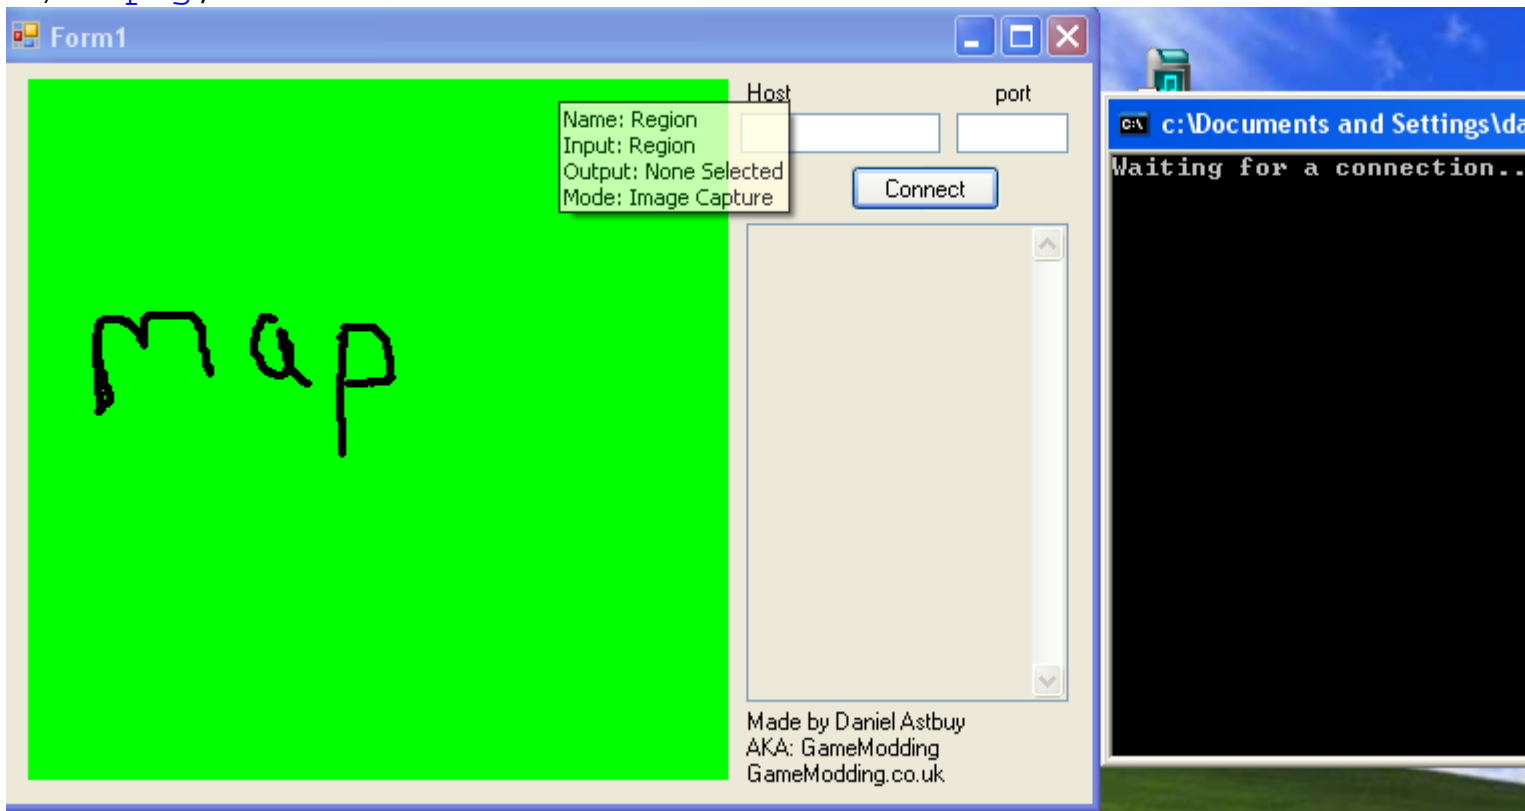 Form1
Host
port
Name: Region
Input: Region
Output: None Selected
Mode: Image Capture
Connect
map
Made by Daniel Astbuy
AKA: GameModding
GameModding.co.uk
c:\Documents and Settings\da
Waiting for a connection..